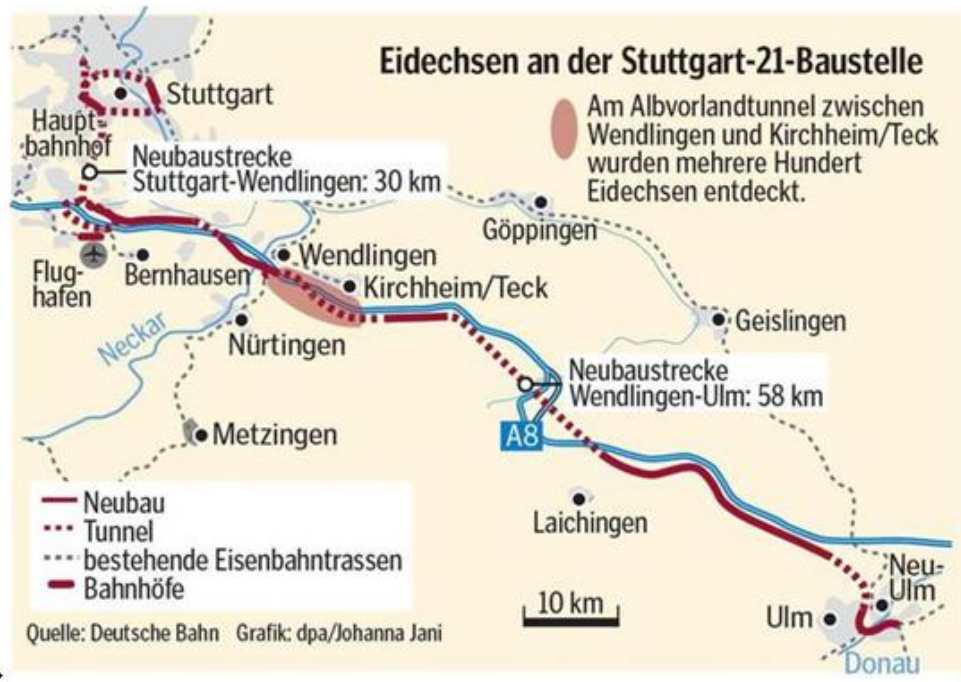 Eidechsen an der Stuttgart-21-Baustelle
Am Albvorlandtunnel zwischen
Wendlingen und Kirchheim/Teck
wurden mehrere Hundert
Eidechsen entdeckt.
Stuttgart
Haupt-
bahnhof
Neubaustrecke
Stuttgart-Wendlingen: 30 km
Göppingen
Wendlingen
Bernhausen
Flug-
hafen
Kirchheim/Teck
Neckar
Nürtingen
Geislingen
Neubaustrecke
Wendlingen-Ulm: 58 km
A8
Metzingen
Laichingen
Neubau
Tunnel
bestehende Eisenbahntrassen
Bahnhöfe
10 km
Neu-
Ulm
Ulm
Donau
Quelle: Deutsche Bahn Grafik: dpa/Johanna Jani